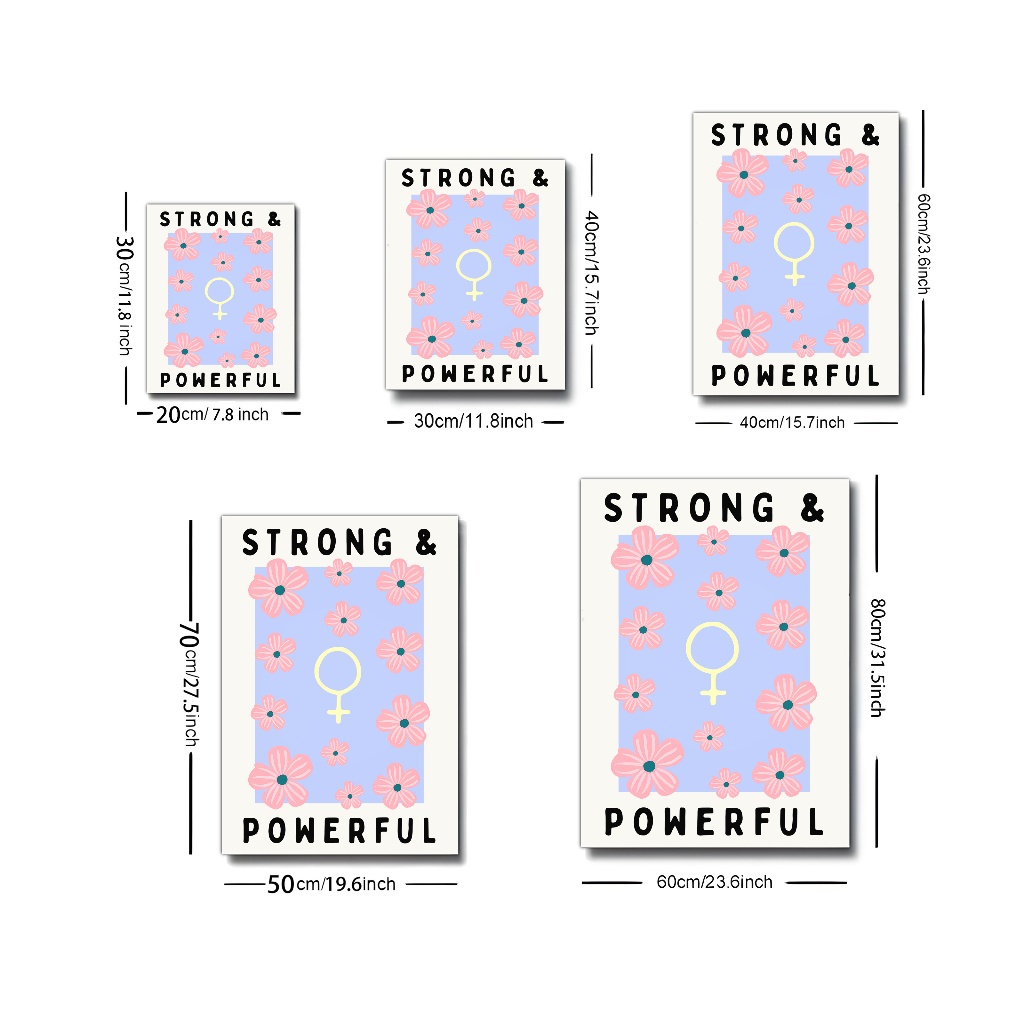 STRONG &
POWERFUL
30cm/11.8 inch
20cm/ 7.8 inch
STRONG &
POWERFUL
40cm/15.7inch
30cm/11.8inch
STRONG &
POWERFUL
60cm/23.6inch
40cm/15.7inch
STRONG &
POWERFUL
70cm/27.5inch
50cm/19.6inch
STRONG &
POWERFUL
80cm/31.5inch
60cm/23.6inch